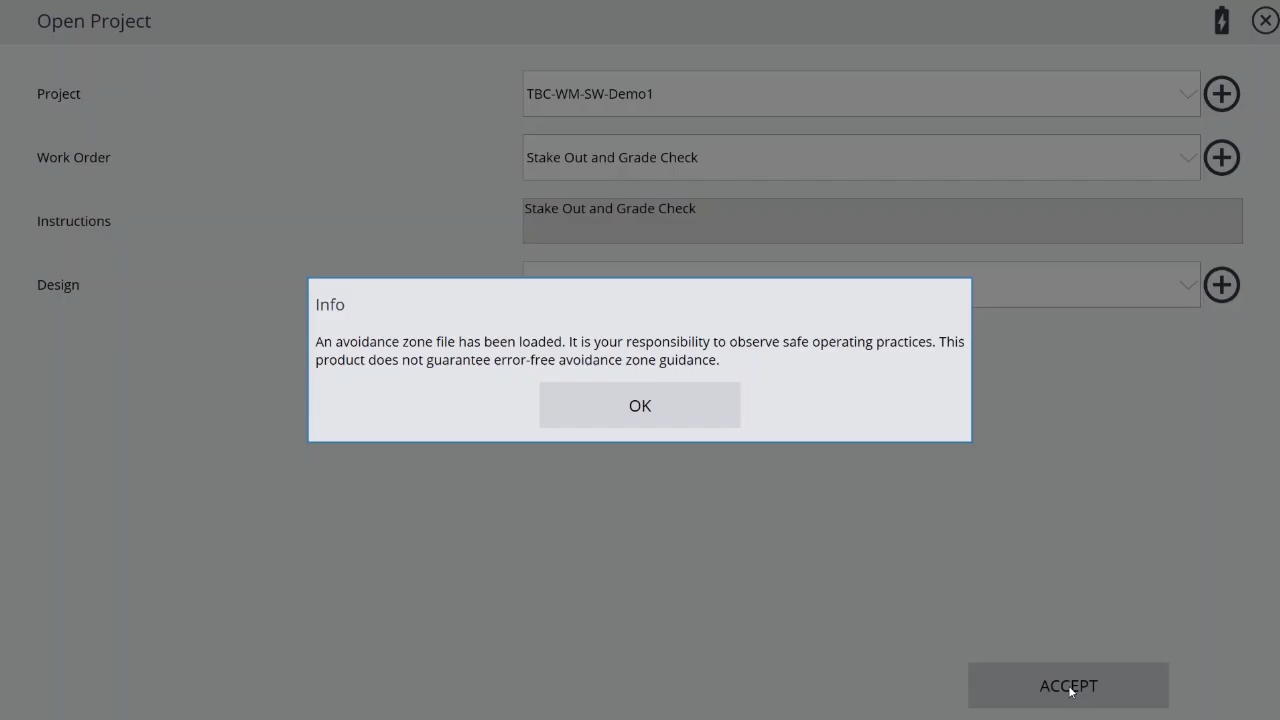 Open Project
Project
TBC-WM-SW-Demo1
Work Order
Stake Out and Grade Check
Instructions
Stake Out and Grade Check
Design
Info
An avoidance zone file has been loaded. It is your responsibility to observe safe operating practices. This
product does not guarantee error-free avoidance zone guidance.
OK
ACCEPT